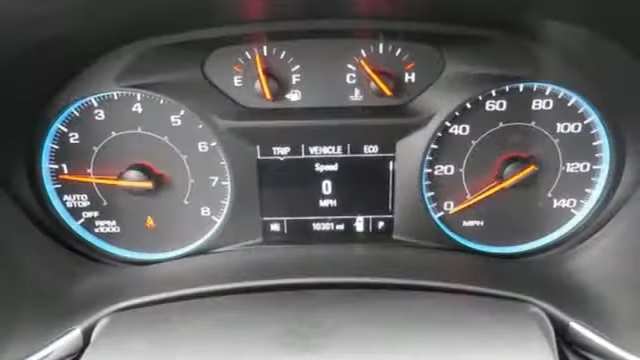 E F
C H
1 2 3 4 5 6 7 8
AUTO
STOP
OFF
RPM
x1000
TRIP VEHICLE ECO
Speed
0
MPH
10301 mi P
0 20 40 60 80 100 120 140
MPH